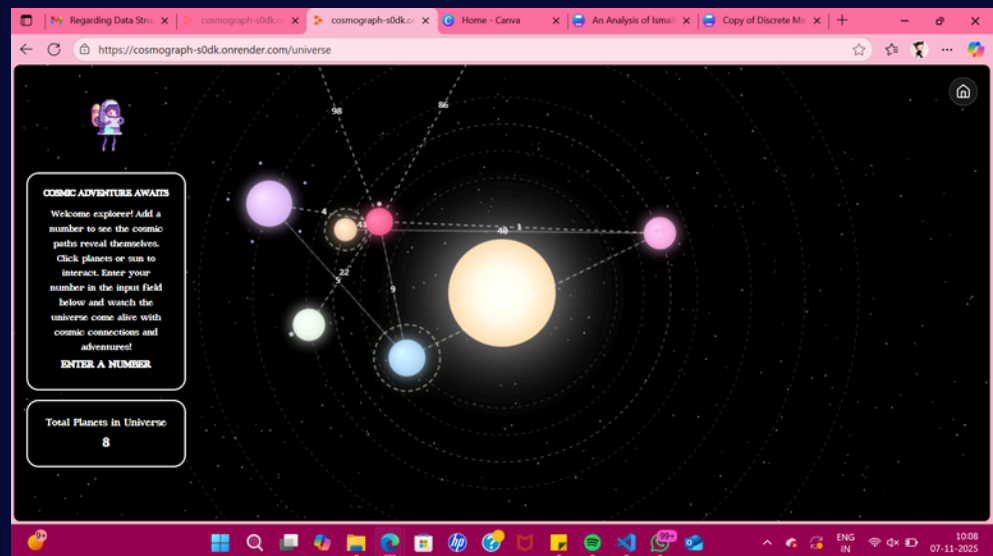 Regarding Data Stru
cosmograph-s0dk.o
cosmograph-s0dk.o
Home - Canva
An Analysis of Ismai
Copy of Discrete Ma
https://cosmograph-s0dk.onrender.com/universe
98
86
4
41
1
40
22
5
9
COSMIC ADVENTURE AWAITS
Welcome explorer! Add a
number to see the cosmic
paths reveal themselves.
Click planets or sun to
interact. Enter your
number in the input field
below and watch the
universe come alive with
cosmic connections and
adventures!
ENTER A NUMBER
Total Planets in Universe
8
9+
hp
99+
ENG
IN
10:08
07-11-2025